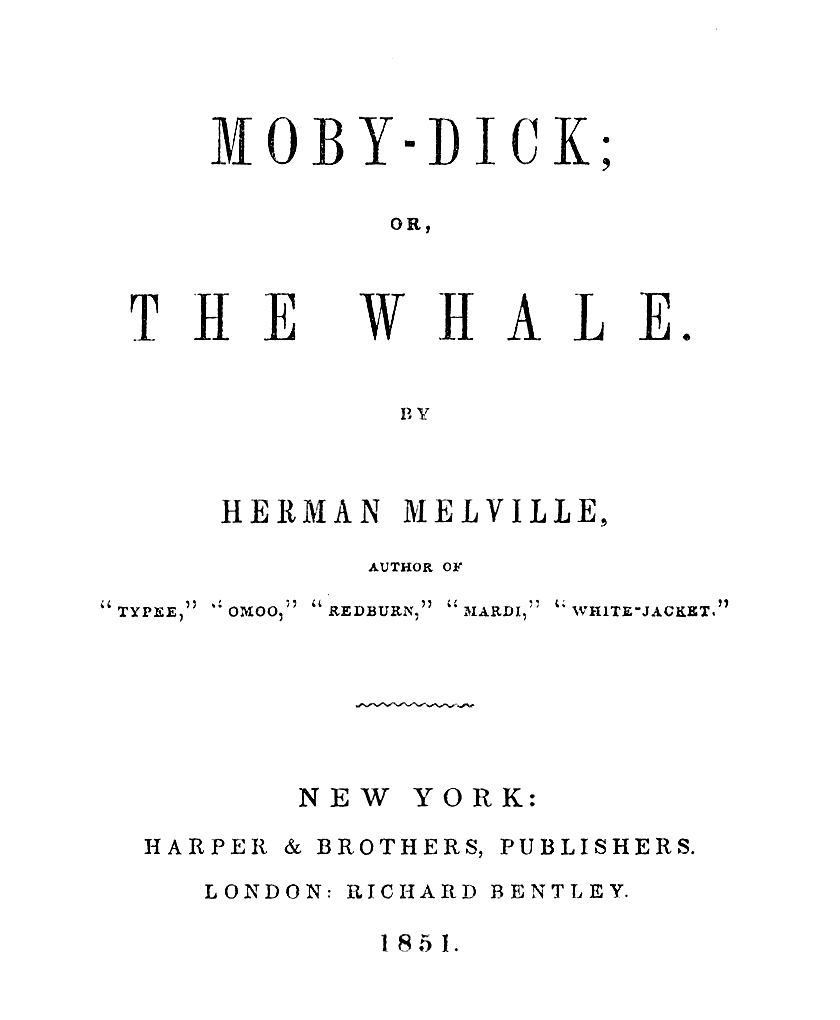 MOBY-DICK;
OR,
THE WHALE.
BY
HERMAN MELVILLE,
AUTHOR OF
“TYPEE,” “OMOO,” “REDBURN,” “MARDI,” “WHITE-JACKET.”
NEW YORK:
HARPER & BROTHERS, PUBLISHERS.
LONDON: RICHARD BENTLEY.
1851.